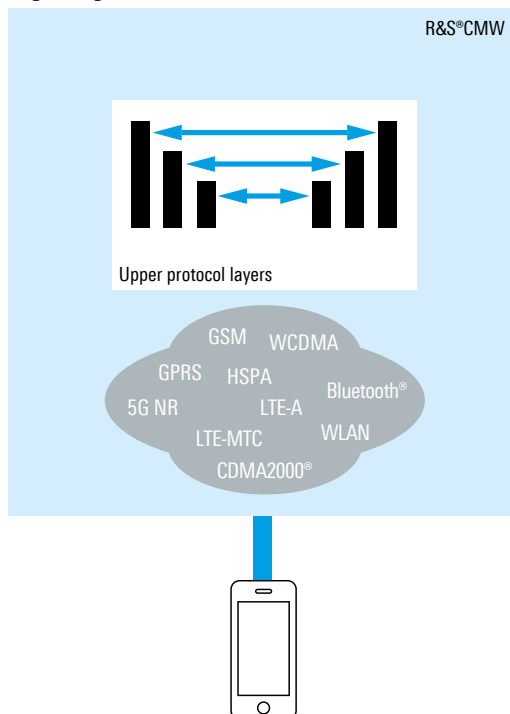 R&S®CMW
Upper protocol layers
GSM
WCDMA
GPRS
HSPA
Bluetooth®
5G NR
LTE-A
LTE-MTC
WLAN
CDMA2000®